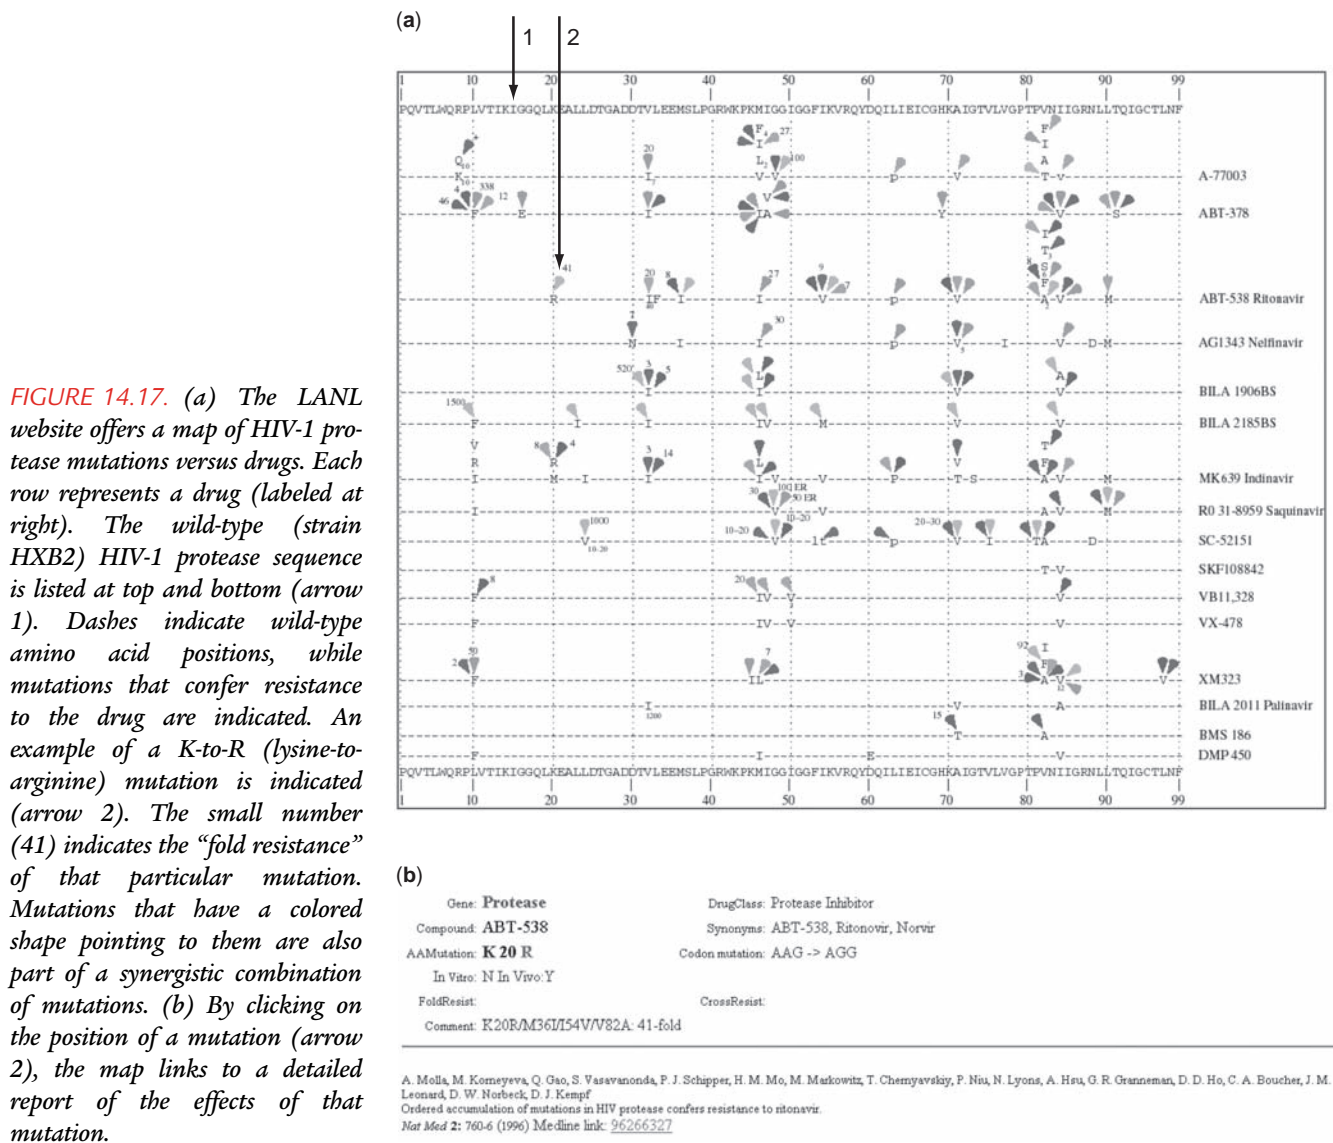 FIGURE 14.17. (a) The LANL
website offers a map of HIV-1 pro-
tease mutations versus drugs. Each
row represents a drug (labeled at
right). The wild-type (strain
HXB2) HIV-1 protease sequence
is listed at top and bottom (arrow
1). Dashes indicate wild-type
amino acid positions, while
mutations that confer resistance
to the drug are indicated. An
example of a K-to-R (lysine-to-
arginine) mutation is indicated
(arrow 2). The small number
(41) indicates the “fold resistance”
of that particular mutation.
Mutations that have a colored
shape pointing to them are also
part of a synergistic combination
of mutations. (b) By clicking on
the position of a mutation (arrow
2), the map links to a detailed
report of the effects of that
mutation.
(a)
1 2
1 10 20 30 40 50 60 70 80 90 99
PQVTLWQRPLVTIKIGGQLKEALLDTGADDTVLEEMSLPGRWKPKMIGGIGGFIKVRQYDQILIEICGHKAIGTVLVGPTPVNIIGRNLLTQIGCTLNF
A-77003
ABT-378
ABT-538 Ritonavir
AG1343 Nelfinavir
BILA 1906BS
BILA 2185BS
MK639 Indinavir
R0 31-8959 Saquinavir
SC-52151
SKF108842
VB11,328
VX-478
XM323
BILA 2011 Palinavir
BMS 186
DMP 450
PQVTLWQRPLVTIKIGGQLKEALLDTGADDTVLEEMSLPGRWKPKMIGGIGGFIKVRQYDQILIEICGHKAIGTVLVGPTPVNIIGRNLLTQIGCTLNF
1 10 20 30 40 50 60 70 80 90 99
(b)
Gene: Protease DrugClass: Protease Inhibitor
Compound: ABT-538 Synonyms: ABT-538, Ritonovir, Norvir
AAMutation: K 20 R Codon mutation: AAG -> AGG
In Vitro: N In Vivo:Y
FoldResist: CrossResist:
Comment: K20R/M36I/I54V/V82A: 41-fold
A. Molla, M. Korneyeva, Q. Gao, S. Vasavanonda, P. J. Schipper, H. M. Mo, M. Markowitz, T. Chernyavskiy, P. Niu, N. Lyons, A. Hsu, G. R. Granneman, D. D. Ho, C. A. Boucher, J. M.
Leonard, D. W. Norbeck, D. J. Kempf
Ordered accumulation of mutations in HIV protease confers resistance to ritonavir.
Nat Med 2: 760-6 (1996) Medline link: 96266327